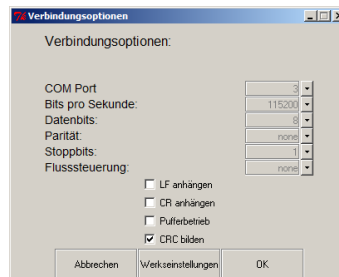 Verbindungsoptionen
Verbindungsoptionen:
COM Port 3
Bits pro Sekunde: 115200
Datenbits: 8
Parität: none
Stoppbits: 1
Flusssteuerung: none
LF anhängen
CR anhängen
Pufferbetrieb
CRC bilden
Abbrechen Werkseinstellungen OK